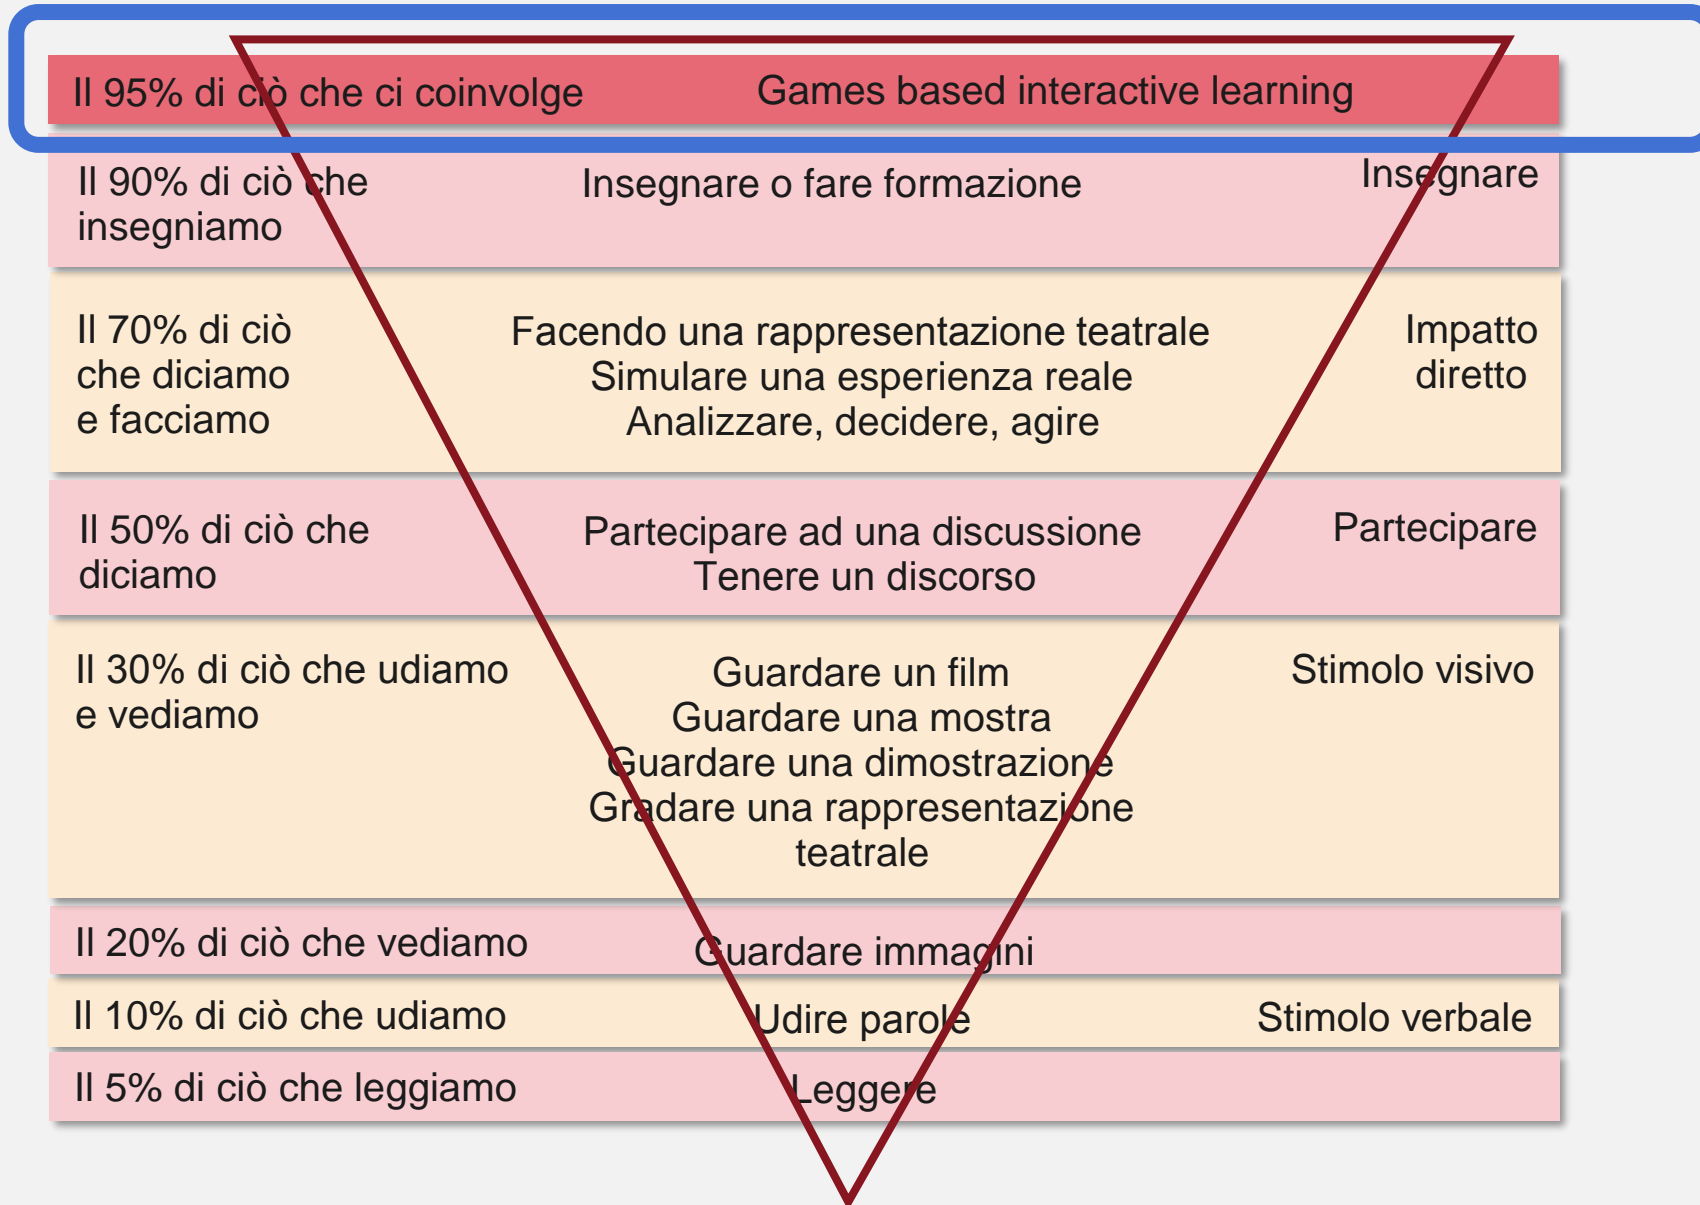 Il 95% di ciò che ci coinvolge
Games based interactive learning
Il 90% di ciò che
insegniamo
Insegnare o fare formazione
Insegnare
Il 70% di ciò
che diciamo
e facciamo
Facendo una rappresentazione teatrale
Simulare una esperienza reale
Analizzare, decidere, agire
Impatto
diretto
Il 50% di ciò che
diciamo
Partecipare ad una discussione
Tenere un discorso
Partecipare
Il 30% di ciò che udiamo
e vediamo
Guardare un film
Guardare una mostra
Guardare una dimostrazione
Gradare una rappresentazione
teatrale
Stimolo visivo
Il 20% di ciò che vediamo
Guardare immagini
Il 10% di ciò che udiamo
Udire parole
Stimolo verbale
Il 5% di ciò che leggiamo
Leggere